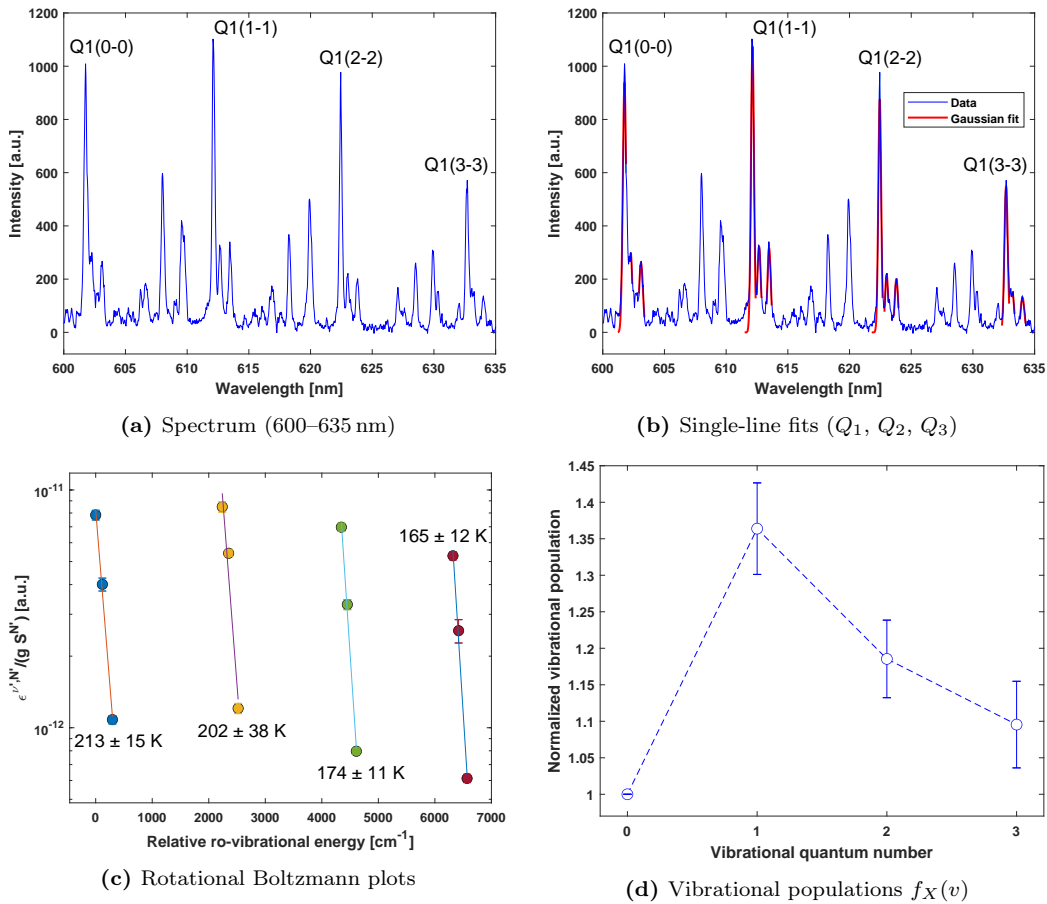 Q1(0-0)
Q1(1-1)
Q1(2-2)
Q1(3-3)
Intensity [a.u.]
1200
1000
800
600
400
200
0
600 605 610 615 620 625 630 635
Wavelength [nm]
(a) Spectrum (600–635 nm)
Q1(0-0)
Q1(1-1)
Q1(2-2)
Q1(3-3)
Data
Gaussian fit
Intensity [a.u.]
1200
1000
800
600
400
200
0
600 605 610 615 620 625 630 635
Wavelength [nm]
(b) Single-line fits (Q₁, Q₂, Q₃)
10⁻¹¹
10⁻¹²
ϵ^{ν',N'}/(g S^{N'}) [a.u.]
213 ± 15 K
202 ± 38 K
174 ± 11 K
165 ± 12 K
0 1000 2000 3000 4000 5000 6000 7000
Relative ro-vibrational energy [cm⁻¹]
(c) Rotational Boltzmann plots
Normalized vibrational population
1.45
1.4
1.35
1.3
1.25
1.2
1.15
1.1
1.05
1
0 1 2 3
Vibrational quantum number
(d) Vibrational populations f_X(v)